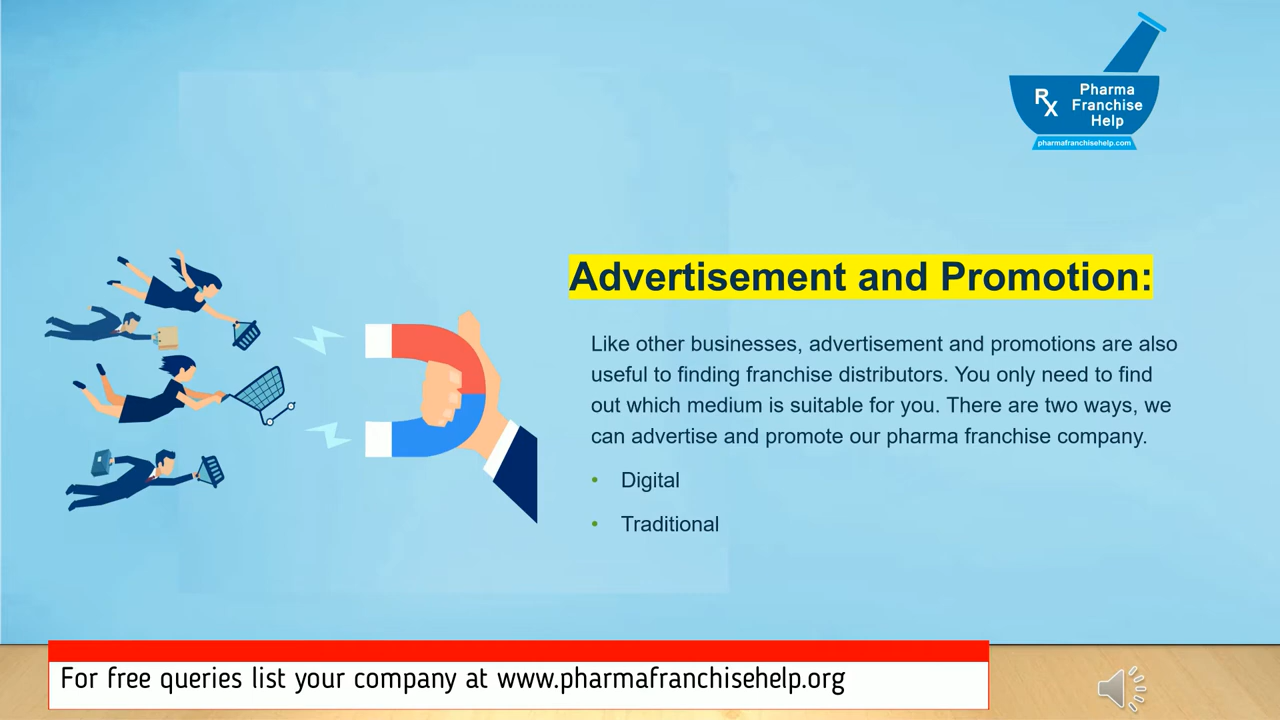 Rx
Pharma
Franchise
Help
pharmafranchisehelp.com
Advertisement and Promotion:
Like other businesses, advertisement and promotions are also
useful to finding franchise distributors. You only need to find
out which medium is suitable for you. There are two ways, we
can advertise and promote our pharma franchise company.
• Digital
• Traditional
For free queries list your company at www.pharmafranchisehelp.org